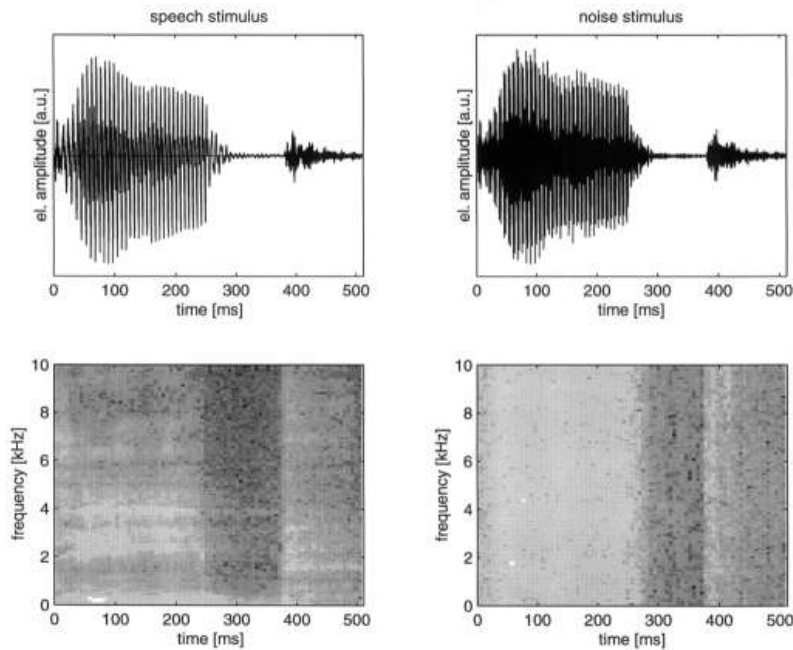 speech stimulus
noise stimulus
el. amplitude [a.u.]
0 100 200 300 400 500
time [ms]
el. amplitude [a.u.]
0 100 200 300 400 500
time [ms]
10
8
6
4
2
0
frequency [kHz]
0 100 200 300 400 500
time [ms]
10
8
6
4
2
0
frequency [kHz]
0 100 200 300 400 500
time [ms]